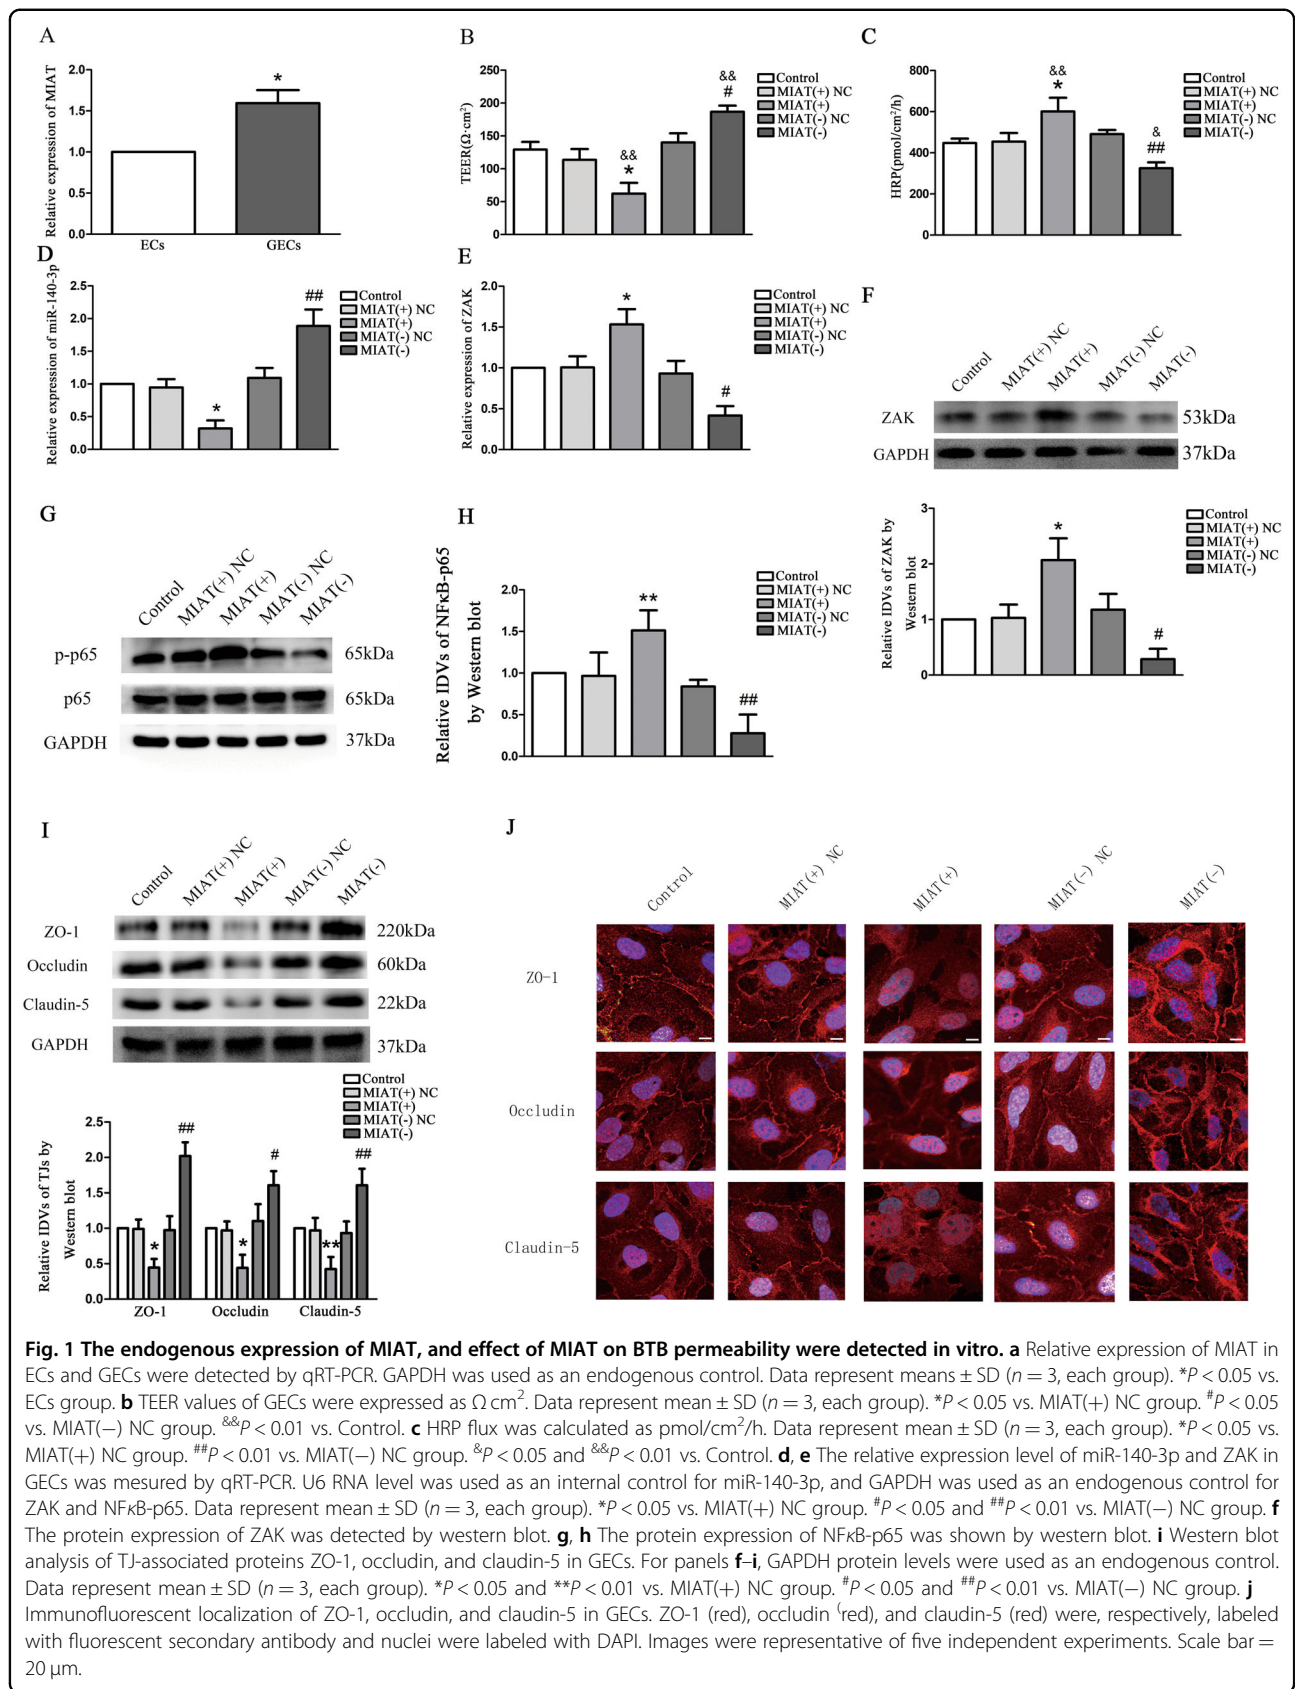 A
Relative expression of MIAT
2.0
1.5
1.0
0.5
0.0
*
ECs
GECs
B
TEER(Ω·cm²)
250
200
150
100
50
0
&&
*
&&
#
Control
MIAT(+) NC
MIAT(+)
MIAT(-) NC
MIAT(-)
C
HRP(pmol/cm²/h)
800
600
400
200
0
&&
*
&
##
Control
MIAT(+) NC
MIAT(+)
MIAT(-) NC
MIAT(-)
D
Relative expression of miR-140-3p
2.5
2.0
1.5
1.0
0.5
0.0
*
##
Control
MIAT(+) NC
MIAT(+)
MIAT(-) NC
MIAT(-)
E
Relative expression of ZAK
2.0
1.5
1.0
0.5
0.0
*
#
Control
MIAT(+) NC
MIAT(+)
MIAT(-) NC
MIAT(-)
F
Control
MIAT(+) NC
MIAT(+)
MIAT(-) NC
MIAT(-)
ZAK
53kDa
GAPDH
37kDa
Relative IDVs of ZAK by
Western blot
3
2
1
0
*
#
Control
MIAT(+) NC
MIAT(+)
MIAT(-) NC
MIAT(-)
G
Control
MIAT(+) NC
MIAT(+)
MIAT(-) NC
MIAT(-)
p-p65
65kDa
p65
65kDa
GAPDH
37kDa
H
Relative IDVs of NFκB-p65
by Western blot
2.0
1.5
1.0
0.5
0.0
**
##
Control
MIAT(+) NC
MIAT(+)
MIAT(-) NC
MIAT(-)
I
Control
MIAT(+) NC
MIAT(+)
MIAT(-) NC
MIAT(-)
ZO-1
220kDa
Occludin
60kDa
Claudin-5
22kDa
GAPDH
37kDa
Control
MIAT(+) NC
MIAT(+)
MIAT(-) NC
MIAT(-)
Relative IDVs of TJs by
Western blot
2.5
2.0
1.5
1.0
0.5
0.0
*
##
*
#
**
##
ZO-1
Occludin
Claudin-5
J
Control
MIAT(+) NC
MIAT(+)
MIAT(-) NC
MIAT(-)
ZO-1
Occludin
Claudin-5
Fig. 1 The endogenous expression of MIAT, and effect of MIAT on BTB permeability were detected in vitro. a Relative expression of MIAT in
ECs and GECs were detected by qRT-PCR. GAPDH was used as an endogenous control. Data represent means ± SD (n = 3, each group). *P < 0.05 vs.
ECs group. b TEER values of GECs were expressed as Ω cm². Data represent mean ± SD (n = 3, each group). *P < 0.05 vs. MIAT(+) NC group. #P < 0.05
vs. MIAT(−) NC group. &&P < 0.01 vs. Control. c HRP flux was calculated as pmol/cm²/h. Data represent mean ± SD (n = 3, each group). *P < 0.05 vs.
MIAT(+) NC group. ##P < 0.01 vs. MIAT(−) NC group. &P < 0.05 and &&P < 0.01 vs. Control. d, e The relative expression level of miR-140-3p and ZAK in
GECs was mesured by qRT-PCR. U6 RNA level was used as an internal control for miR-140-3p, and GAPDH was used as an endogenous control for
ZAK and NFκB-p65. Data represent mean ± SD (n = 3, each group). *P < 0.05 vs. MIAT(+) NC group. #P < 0.05 and ##P < 0.01 vs. MIAT(−) NC group. f
The protein expression of ZAK was detected by western blot. g, h The protein expression of NFκB-p65 was shown by western blot. i Western blot
analysis of TJ-associated proteins ZO-1, occludin, and claudin-5 in GECs. For panels f–i, GAPDH protein levels were used as an endogenous control.
Data represent mean ± SD (n = 3, each group). *P < 0.05 and **P < 0.01 vs. MIAT(+) NC group. #P < 0.05 and ##P < 0.01 vs. MIAT(−) NC group. j
Immunofluorescent localization of ZO-1, occludin, and claudin-5 in GECs. ZO-1 (red), occludin (red), and claudin-5 (red) were, respectively, labeled
with fluorescent secondary antibody and nuclei were labeled with DAPI. Images were representative of five independent experiments. Scale bar =
20 µm.